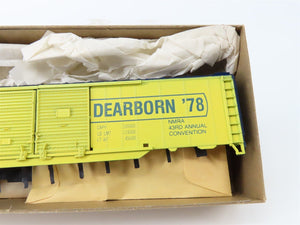 DEARBORN '78
NMRA
43RD ANNUAL
CONVENTION